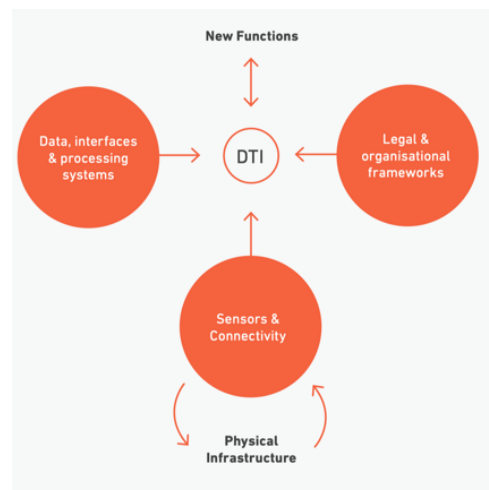 New Functions
Data, interfaces
& processing
systems
DTI
Legal &
organisational
frameworks
Sensors &
Connectivity
Physical
Infrastructure